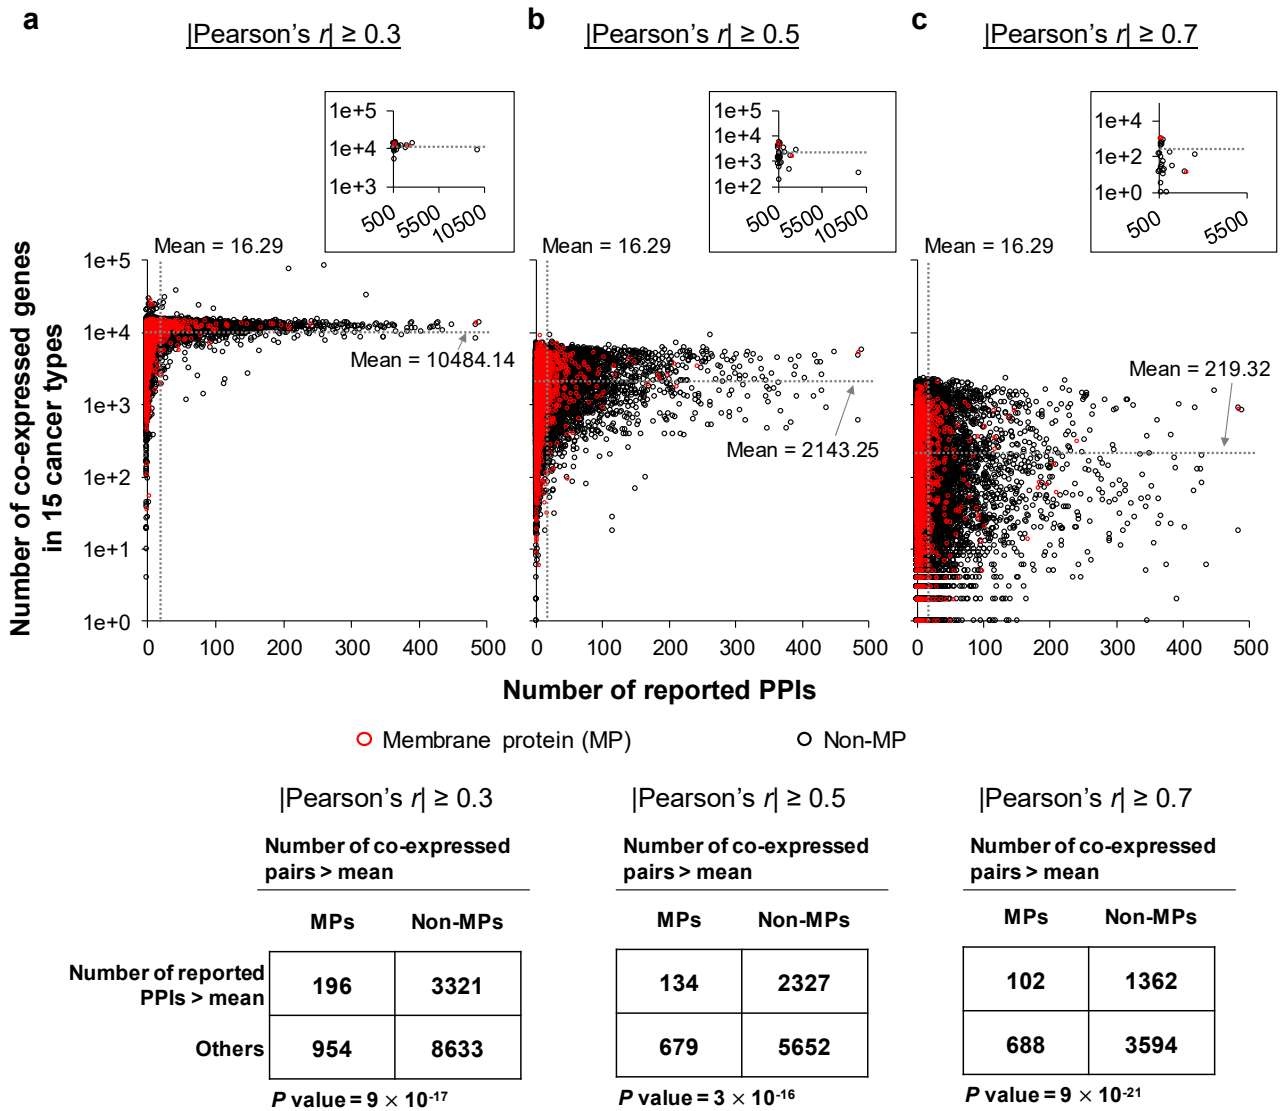 a
b
c
|Pearson's r| ≥ 0.3
|Pearson's r| ≥ 0.5
|Pearson's r| ≥ 0.7
1e+5
1e+4
1e+3
500
5500
10500
1e+5
1e+4
1e+3
1e+2
500
5500
10500
1e+4
1e+2
1e+0
500
5500
Mean = 16.29
Mean = 16.29
Mean = 16.29
Number of co-expressed genes
in 15 cancer types
1e+5
1e+4
1e+3
1e+2
1e+1
1e+0
Mean = 10484.14
Mean = 2143.25
Mean = 219.32
0 100 200 300 400 500
0 100 200 300 400 500
0 100 200 300 400 500
Number of reported PPIs
Membrane protein (MP)
Non-MP
|Pearson's r| ≥ 0.3
Number of co-expressed
pairs > mean
MPs Non-MPs
Number of reported
PPIs > mean
196 3321
Others 954 8633
P value = 9 × 10⁻¹⁷
|Pearson's r| ≥ 0.5
Number of co-expressed
pairs > mean
MPs Non-MPs
134 2327
679 5652
P value = 3 × 10⁻¹⁶
|Pearson's r| ≥ 0.7
Number of co-expressed
pairs > mean
MPs Non-MPs
102 1362
688 3594
P value = 9 × 10⁻²¹